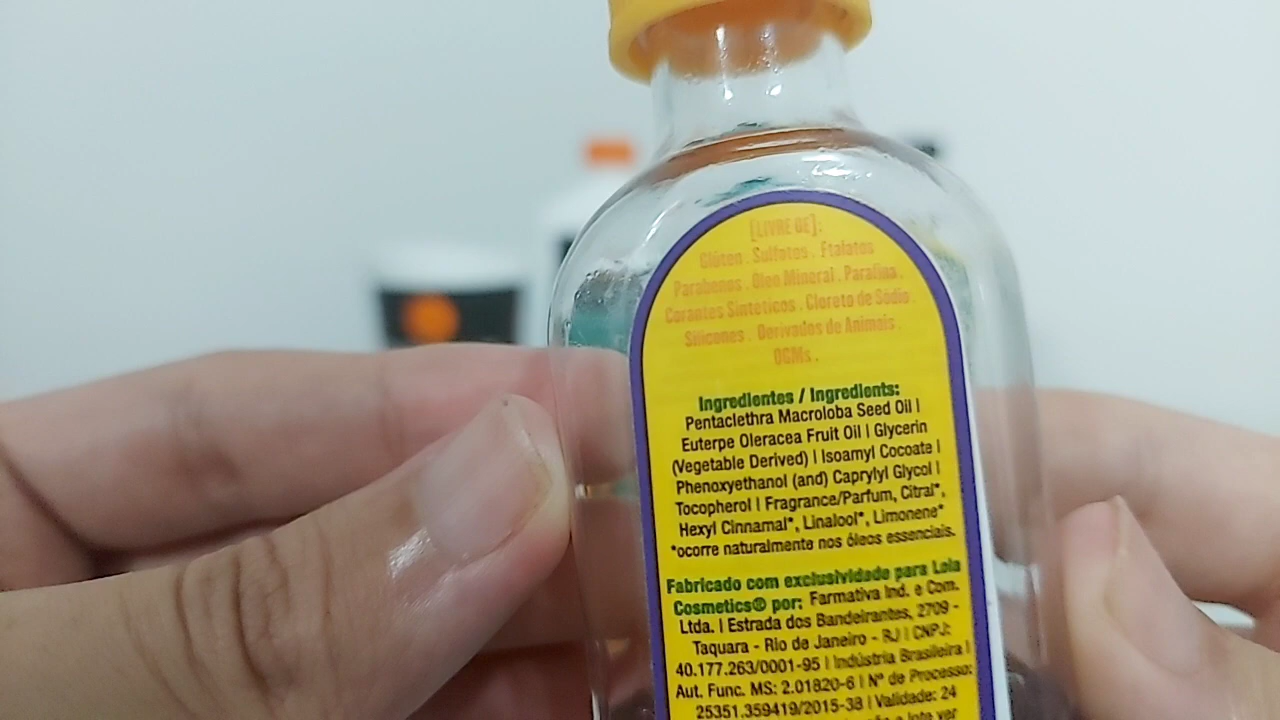 [LIVRE DE]:
Glúten . Sulfatos . Ftalatos
Parabenos . Óleo Mineral . Parafina .
Corantes Sintéticos . Cloreto de Sódio .
Silicones . Derivados de Animais .
OGMs .
Ingredientes / Ingredients:
Pentaclethra Macroloba Seed Oil |
Euterpe Oleracea Fruit Oil | Glycerin
(Vegetable Derived) | Isoamyl Cocoate |
Phenoxyethanol (and) Caprylyl Glycol |
Tocopherol | Fragrance/Parfum, Citral*,
Hexyl Cinnamal*, Linalool*, Limonene*
*ocorre naturalmente nos óleos essenciais.
Fabricado com exclusividade para Lola
Cosmetics® por: Farmativa Ind. e Com.
Ltda. | Estrada dos Bandeirantes, 2709 -
Taquara - Rio de Janeiro - RJ | CNPJ:
40.177.263/0001-95 | Indústria Brasileira |
Aut. Func. MS: 2.01820-6 | Nº de Processo:
25351.359419/2015-38 | Validade: 24
e lote ver